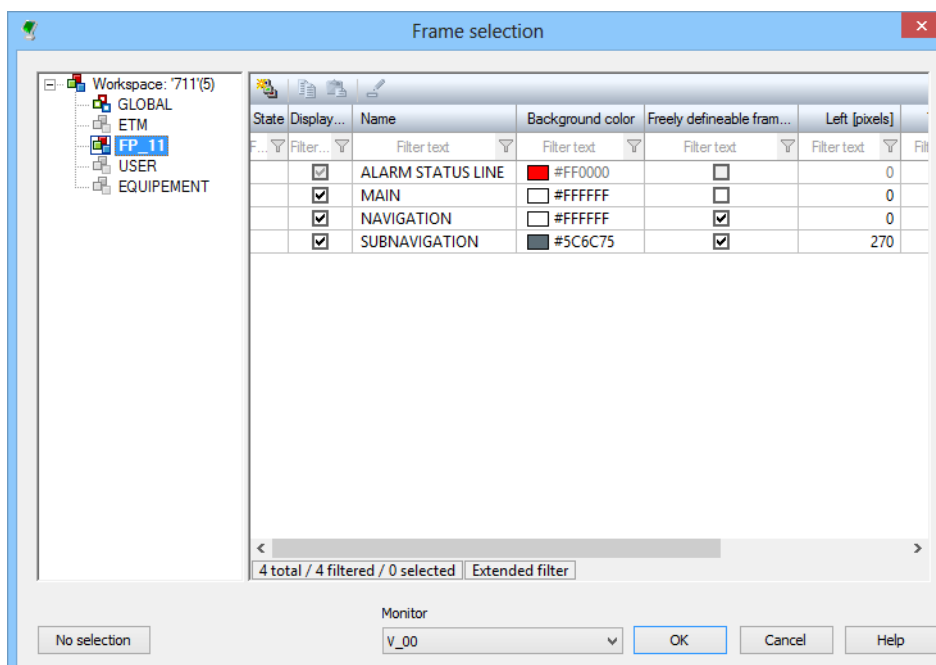 Frame selection
Workspace: '711'(5)
GLOBAL
ETM
FP_11
USER
EQUIPEMENT
State Display... Name Background color Freely defineable fram... Left [pixels]
F... Filter... Filter text Filter text Filter text Filter text Filt
ALARM STATUS LINE #FF0000 0
MAIN #FFFFFF 0
NAVIGATION #FFFFFF 0
SUBNAVIGATION #5C6C75 270
4 total / 4 filtered / 0 selected Extended filter
Monitor
No selection V_00 OK Cancel Help